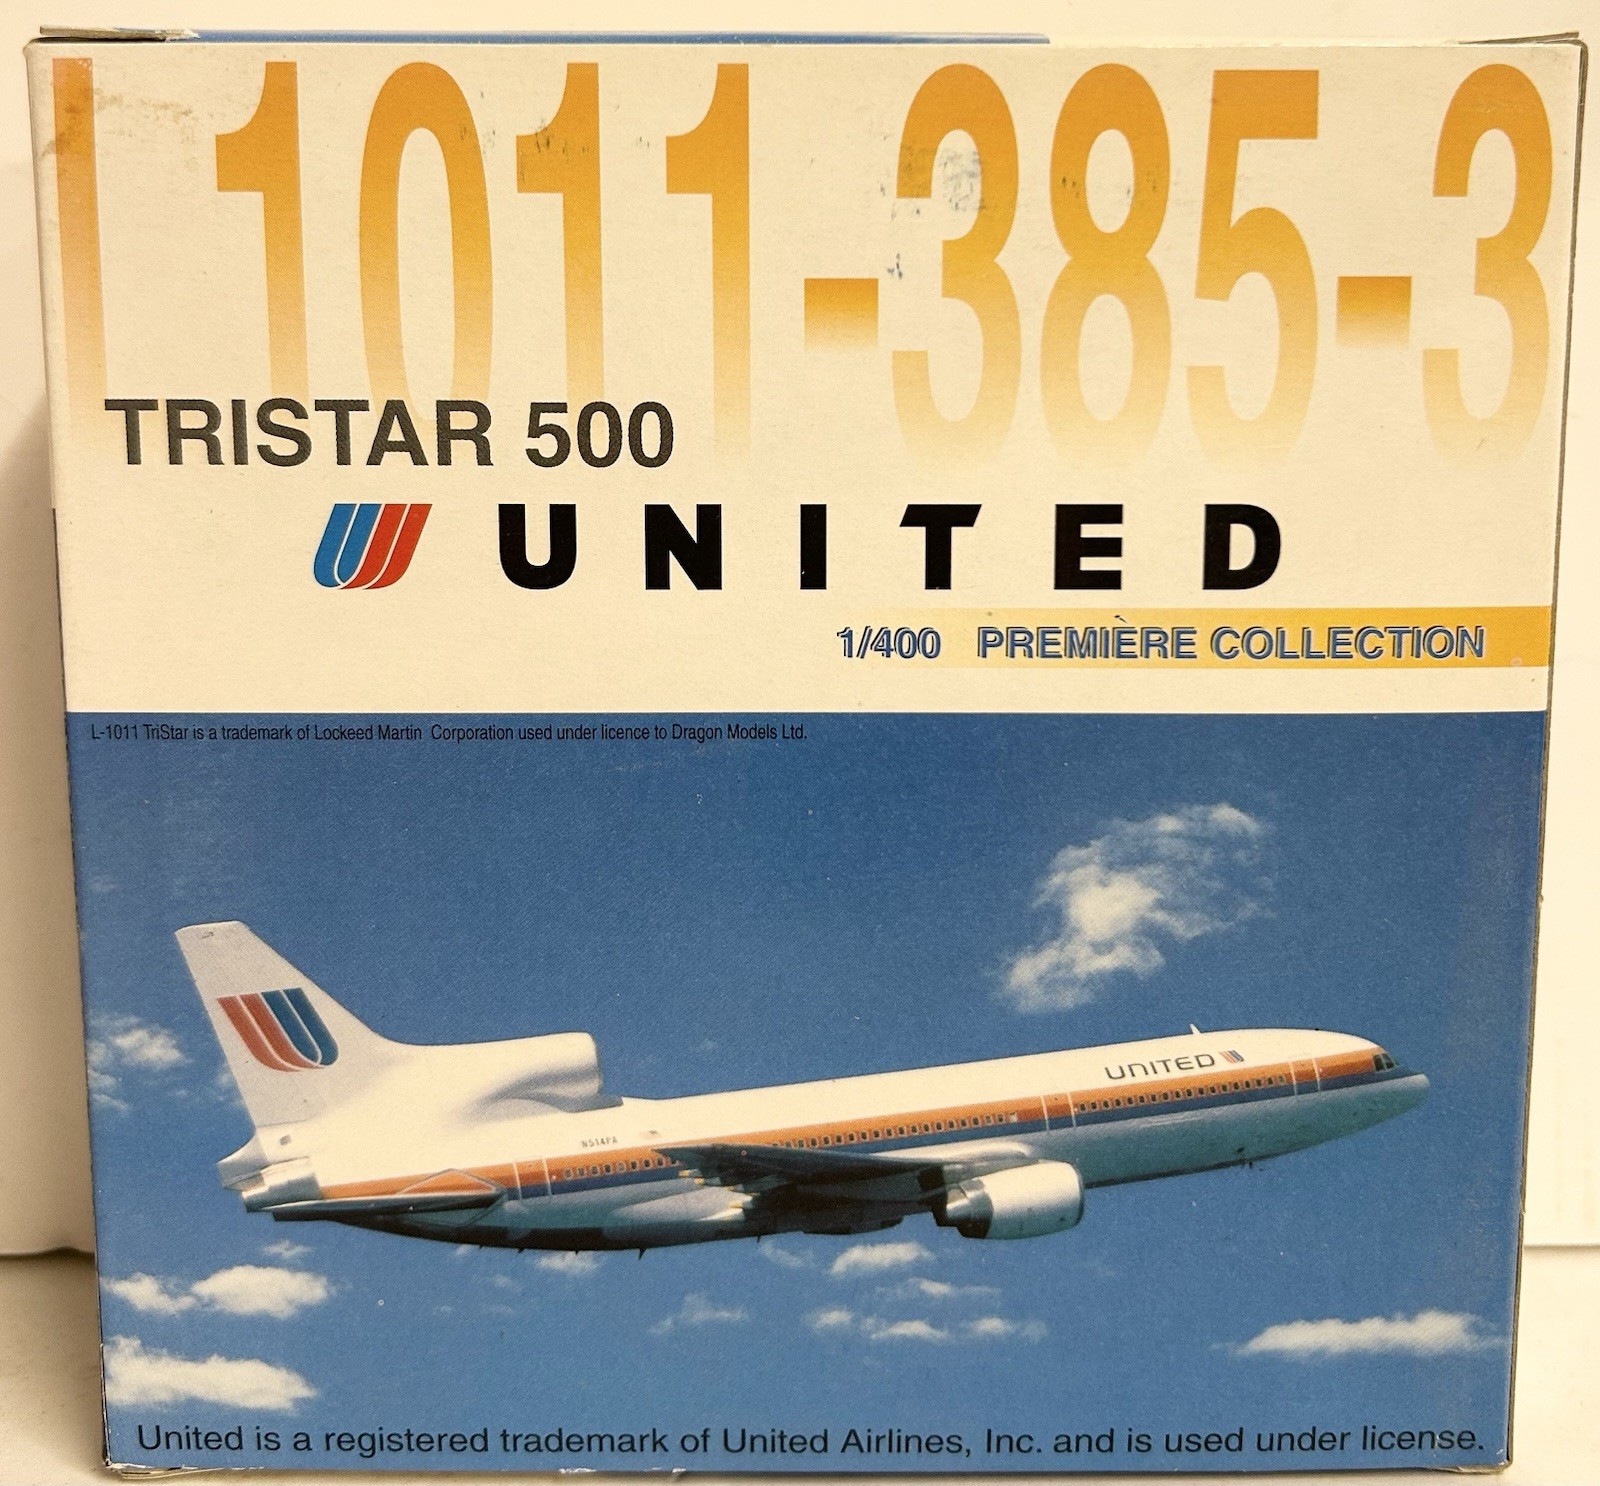 L1011-385-3
TRISTAR 500
UNITED
1/400 PREMIÈRE COLLECTION
L-1011 TriStar is a trademark of Lockeed Martin Corporation used under licence to Dragon Models Ltd.
UNITED
N514PA
United is a registered trademark of United Airlines, Inc. and is used under license.